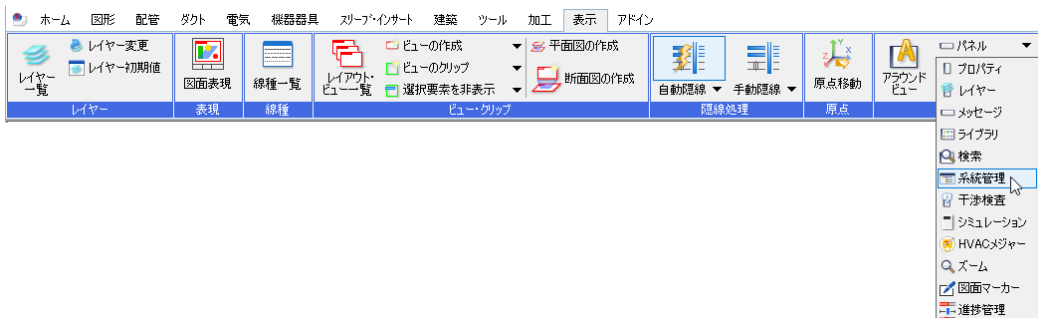 ホーム 図形 配管 ダクト 電気 機器器具 スリーブ・インサート 建築 ツール 加工 表示 アドイン
レイヤー一覧
レイヤー変更
レイヤー初期値
レイヤー
図面表現
表現
線種一覧
線種
レイアウト・ビュー一覧
ビューの作成
ビューのクリップ
選択要素を非表示
平面図の作成
断面図の作成
ビュー・クリップ
自動隠線
手動隠線
隠線処理
原点移動
原点
アラウンドビュー
パネル
プロパティ
レイヤー
メッセージ
ライブラリ
検索
系統管理
干渉検査
シミュレーション
HVACメジャー
ズーム
図面マーカー
進捗管理